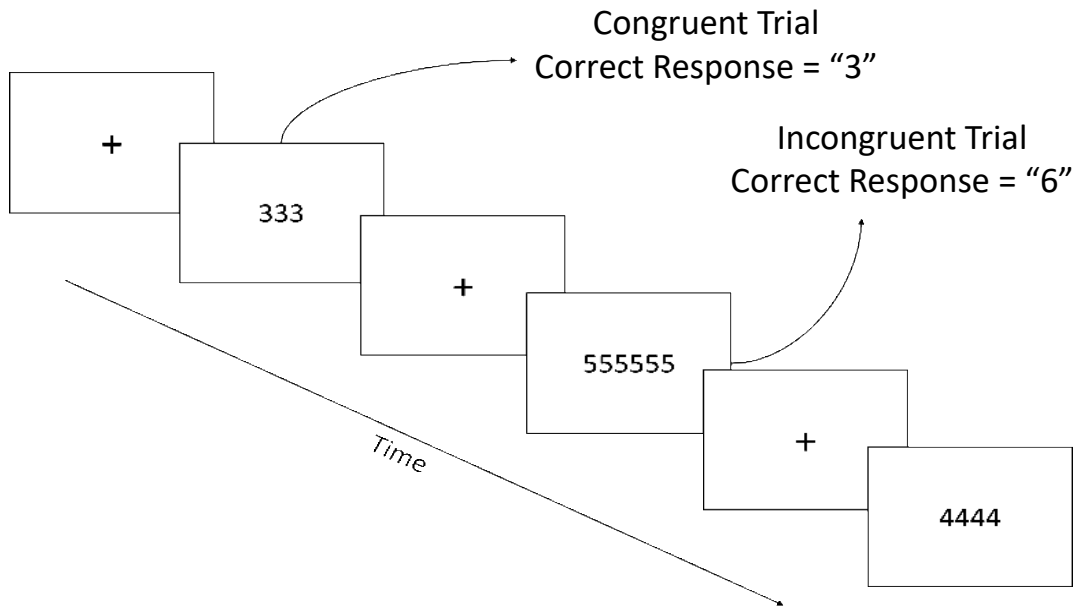 Congruent Trial
Correct Response = “3”
Incongruent Trial
Correct Response = “6”
+
333
+
555555
+
4444
Time